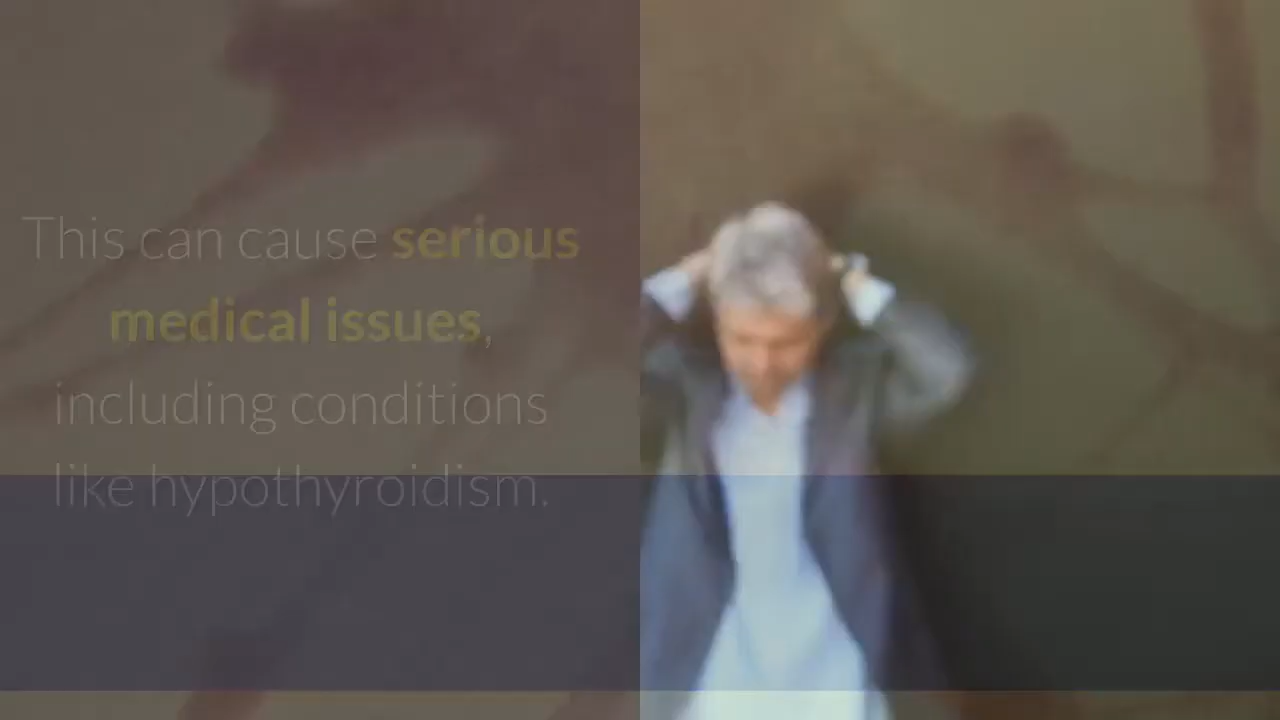 This can cause serious
medical issues,
including conditions
like hypothyroidism.